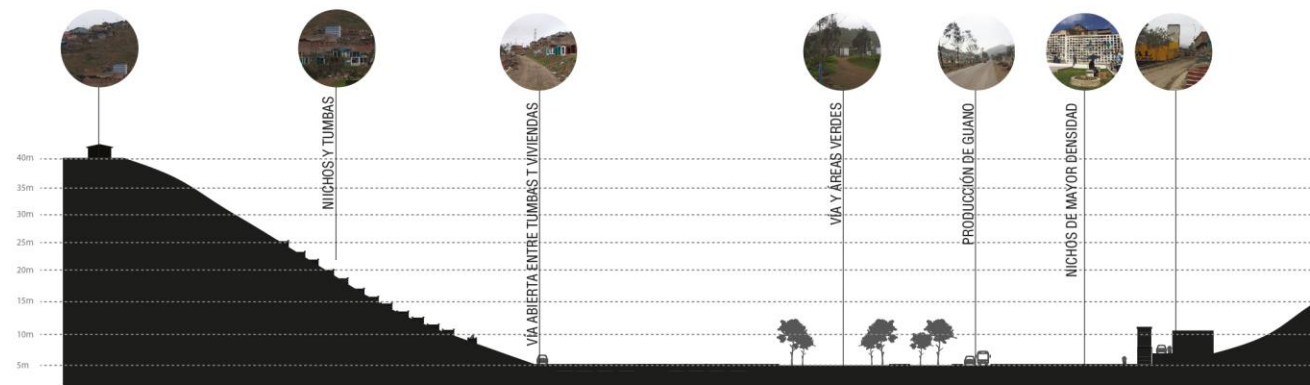 NIICHOS Y TUMBAS
VÍA ABIERTA ENTRE TUMBAS T VIVIENDAS
VÍA Y ÁREAS VERDES
PRODUCCIÓN DE GUANO
NICHOS DE MAYOR DENSIDAD
40m
35m
30m
25m
20m
15m
10m
5m